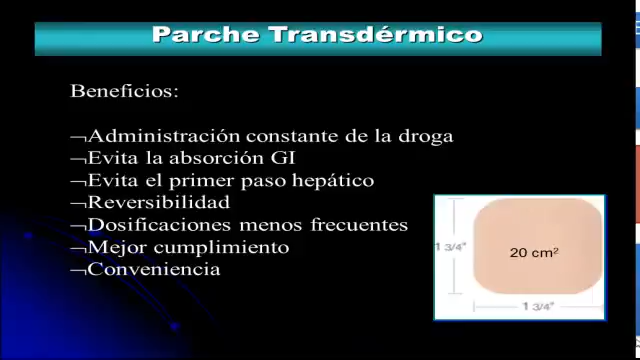 Parche Transdérmico
Beneficios:
¬Administración constante de la droga
¬Evita la absorción GI
¬Evita el primer paso hepático
¬Reversibilidad
¬Dosificaciones menos frecuentes
¬Mejor cumplimiento
¬Conveniencia
1 3/4"
20 cm²
1 3/4"